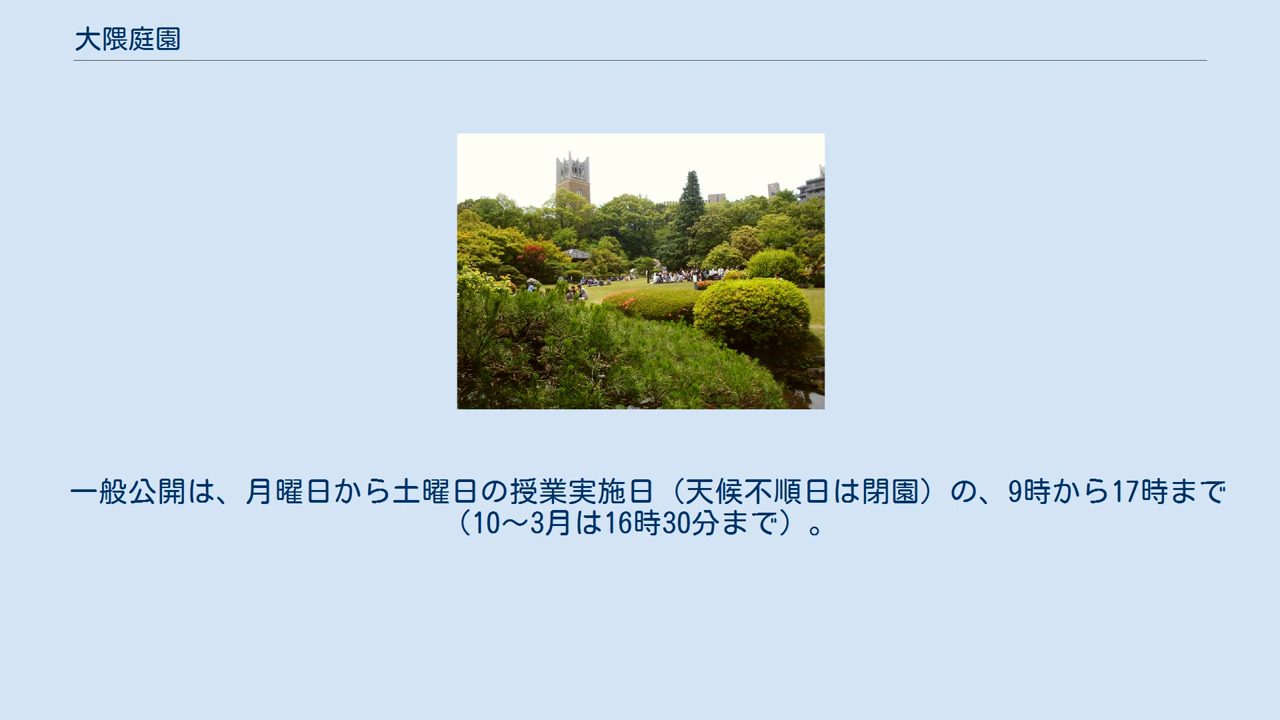 大隈庭園
一般公開は、月曜日から土曜日の授業実施日（天候不順日は閉園）の、9時から17時まで
（10～3月は16時30分まで）。